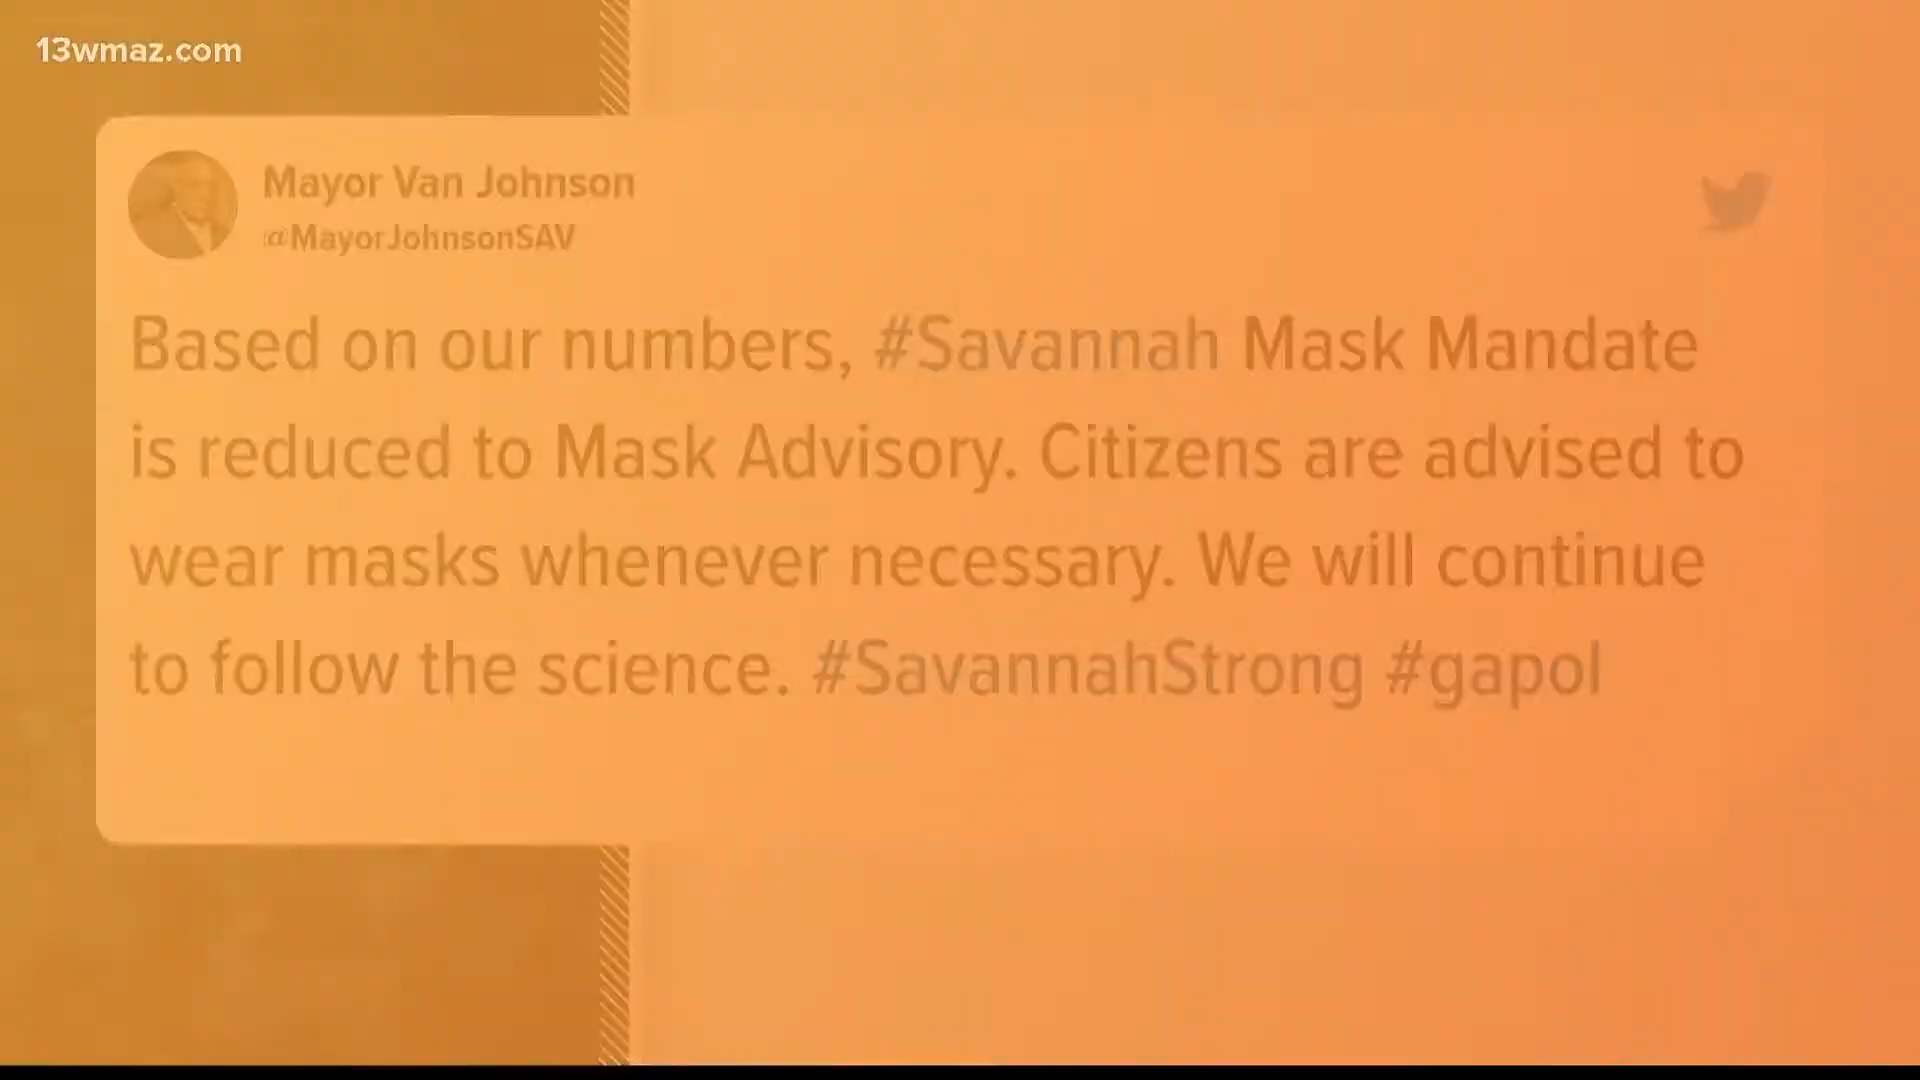 13wmaz.com
Mayor Van Johnson
@MayorJohnsonSAV
Based on our numbers, #Savannah Mask Mandate
is reduced to Mask Advisory. Citizens are advised to
wear masks whenever necessary. We will continue
to follow the science. #SavannahStrong #gapol